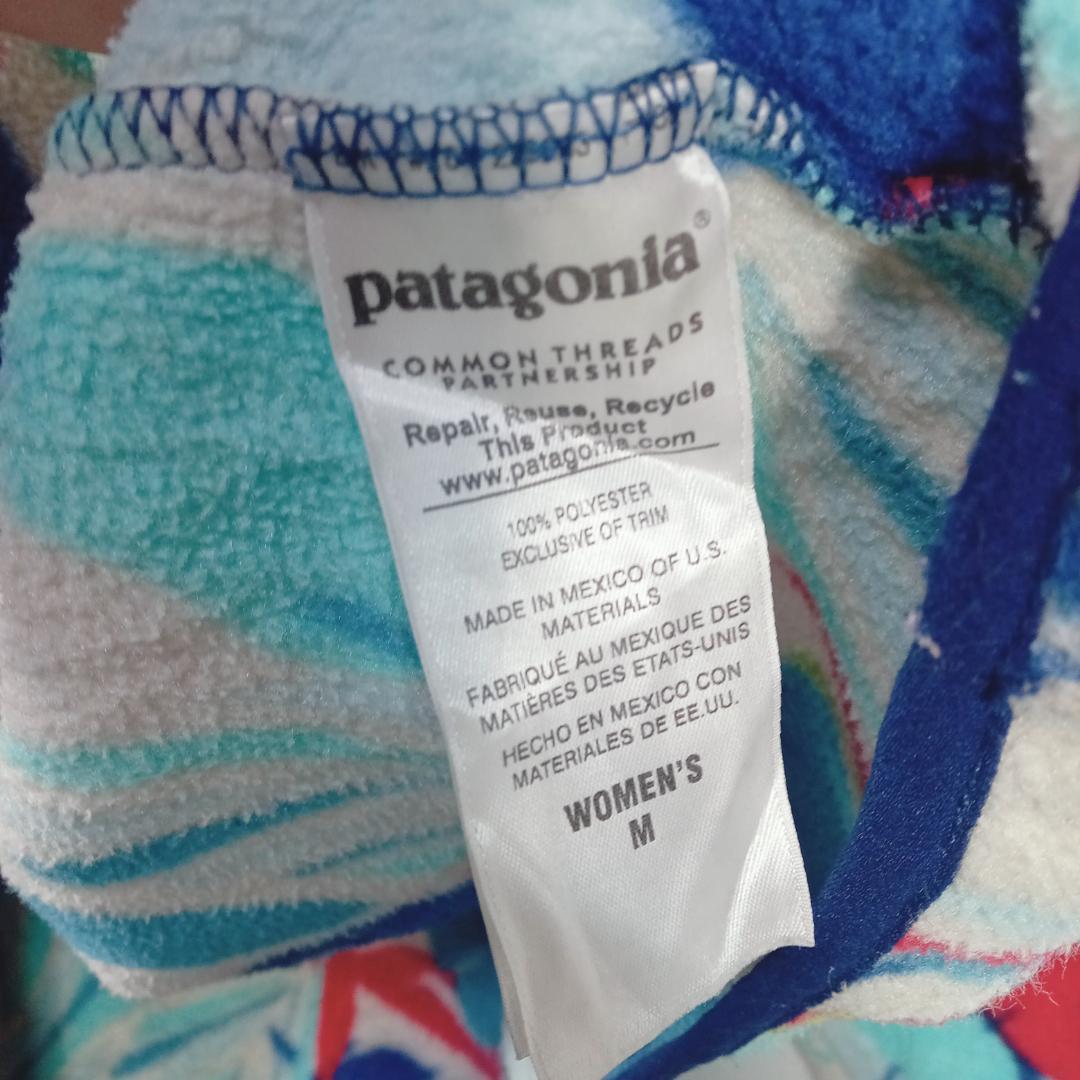 patagonia®
COMMON THREADS
PARTNERSHIP
Repair, Reuse, Recycle
This Product
www.patagonia.com
100% POLYESTER
EXCLUSIVE OF TRIM
MADE IN MEXICO OF U.S.
MATERIALS
FABRIQUÉ AU MEXIQUE DES
MATIÈRES DES ETATS-UNIS
HECHO EN MEXICO CON
MATERIALES DE EE.UU.
WOMEN'S
M